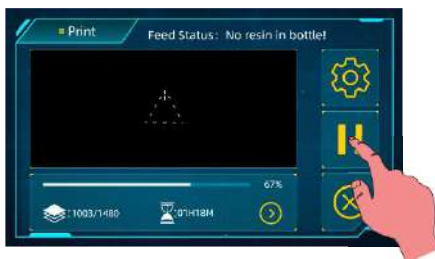 Print
Feed Status: No resin in bottle!
67%
:1003/1480
:01H18M